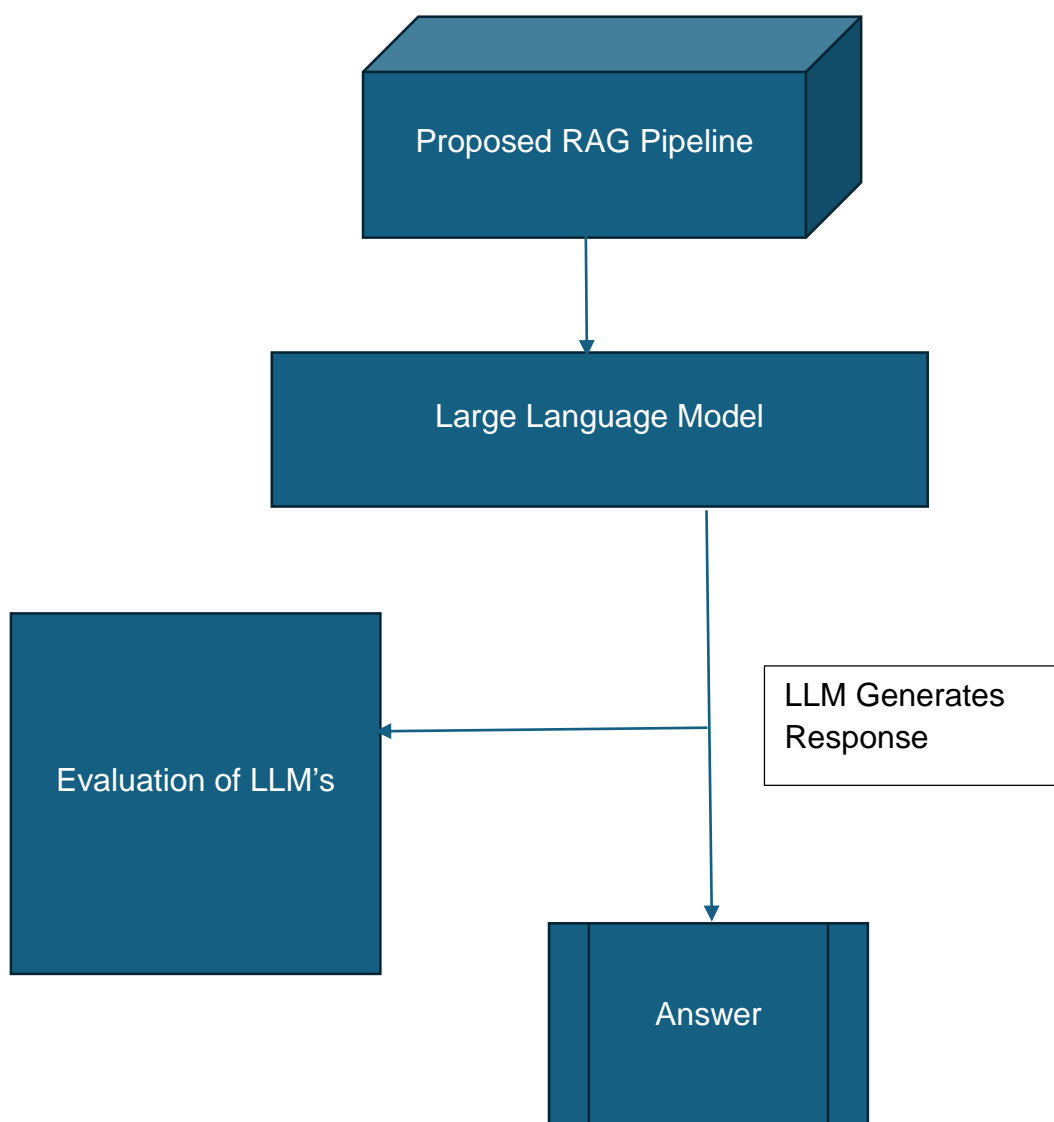 Proposed RAG Pipeline
Large Language Model
LLM Generates
Response
Evaluation of LLM’s
Answer